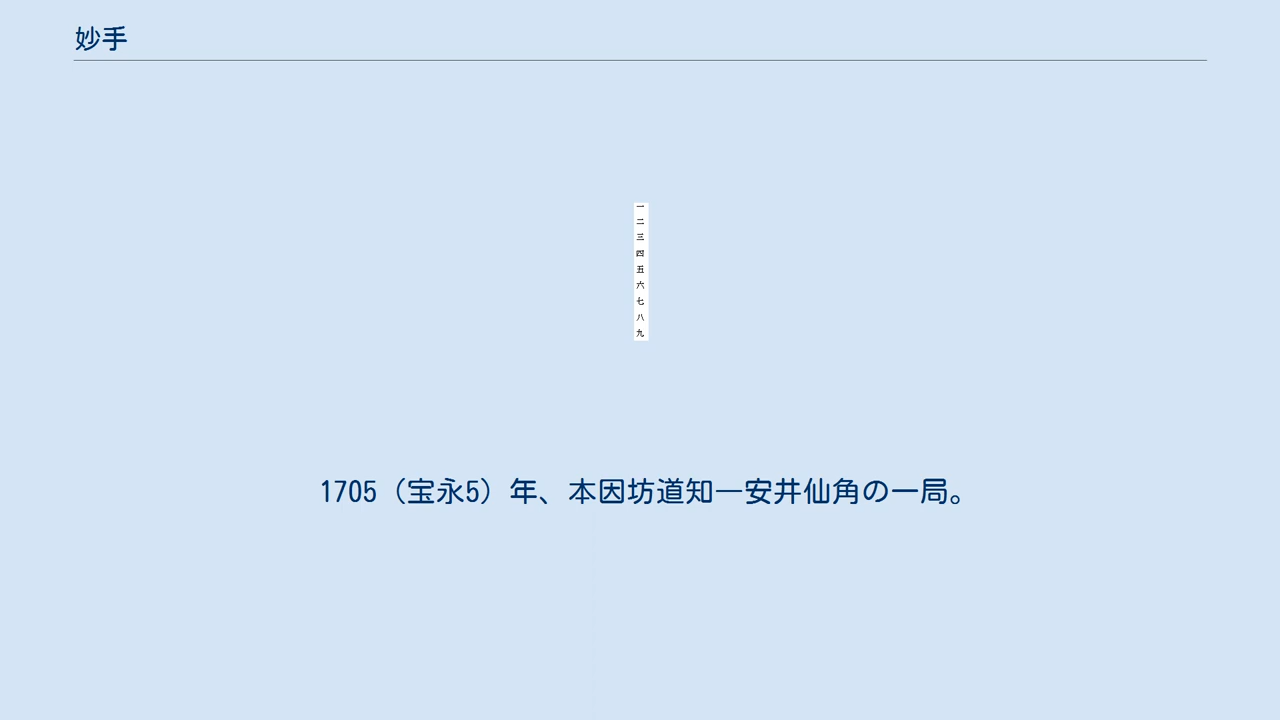 妙手
一
二
三
四
五
六
七
八
九
1705（宝永5）年、本因坊道知―安井仙角の一局。